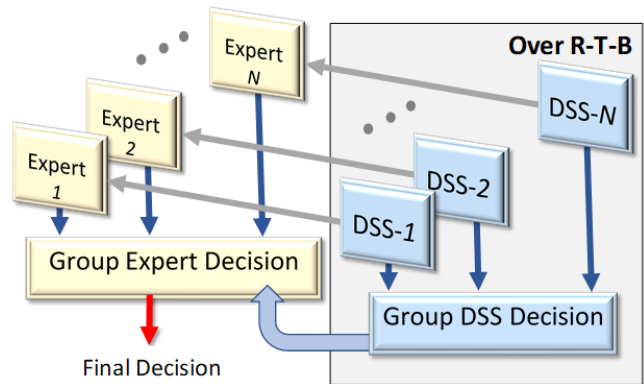 Over R-T-B
Expert
N
DSS-N
Expert
2
DSS-2
Expert
1
DSS-1
Group Expert Decision
Group DSS Decision
Final Decision